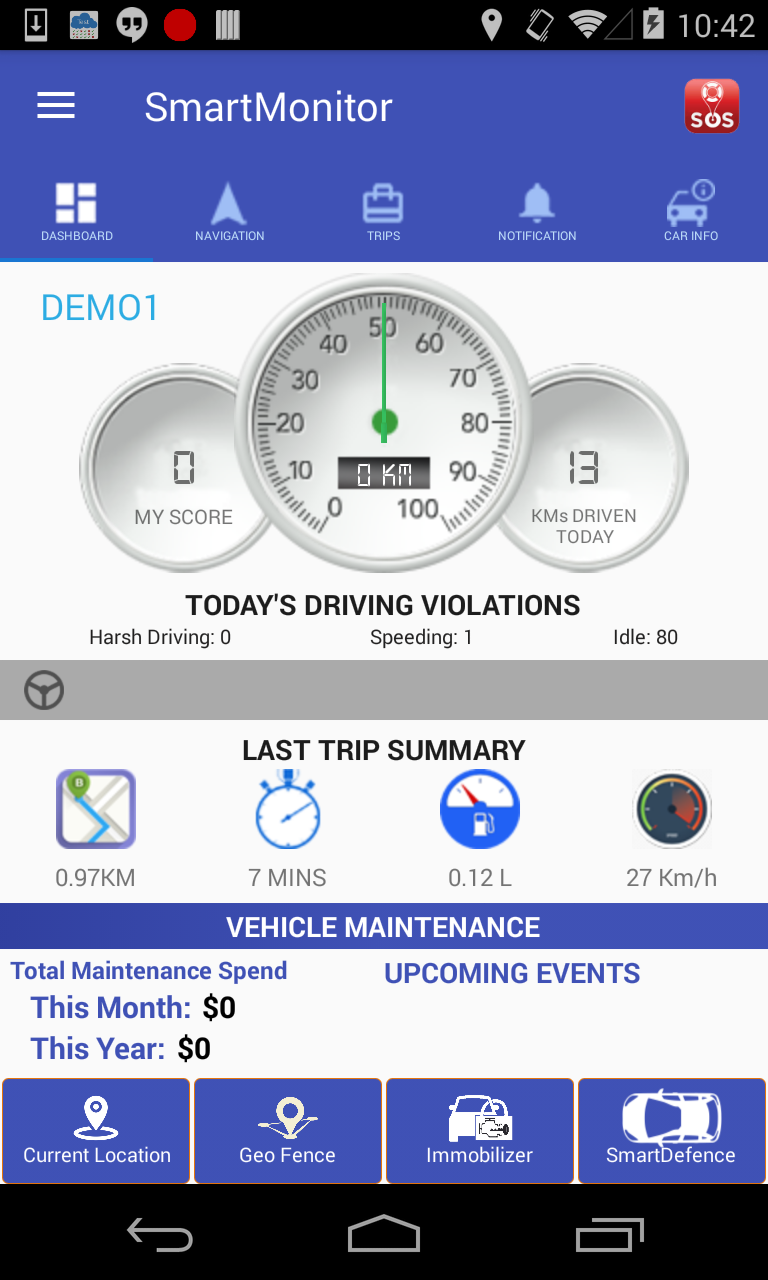 10:42
SmartMonitor
SOS
DASHBOARD
NAVIGATION
TRIPS
NOTIFICATION
CAR INFO
DEMO1
0 10 20 30 40 50 60 70 80 90 100
0 KM
0
MY SCORE
13
KMs DRIVEN
TODAY
TODAY'S DRIVING VIOLATIONS
Harsh Driving: 0
Speeding: 1
Idle: 80
LAST TRIP SUMMARY
0.97KM
7 MINS
0.12 L
27 Km/h
VEHICLE MAINTENANCE
Total Maintenance Spend
UPCOMING EVENTS
This Month: $0
This Year: $0
Current Location
Geo Fence
Immobilizer
SmartDefence